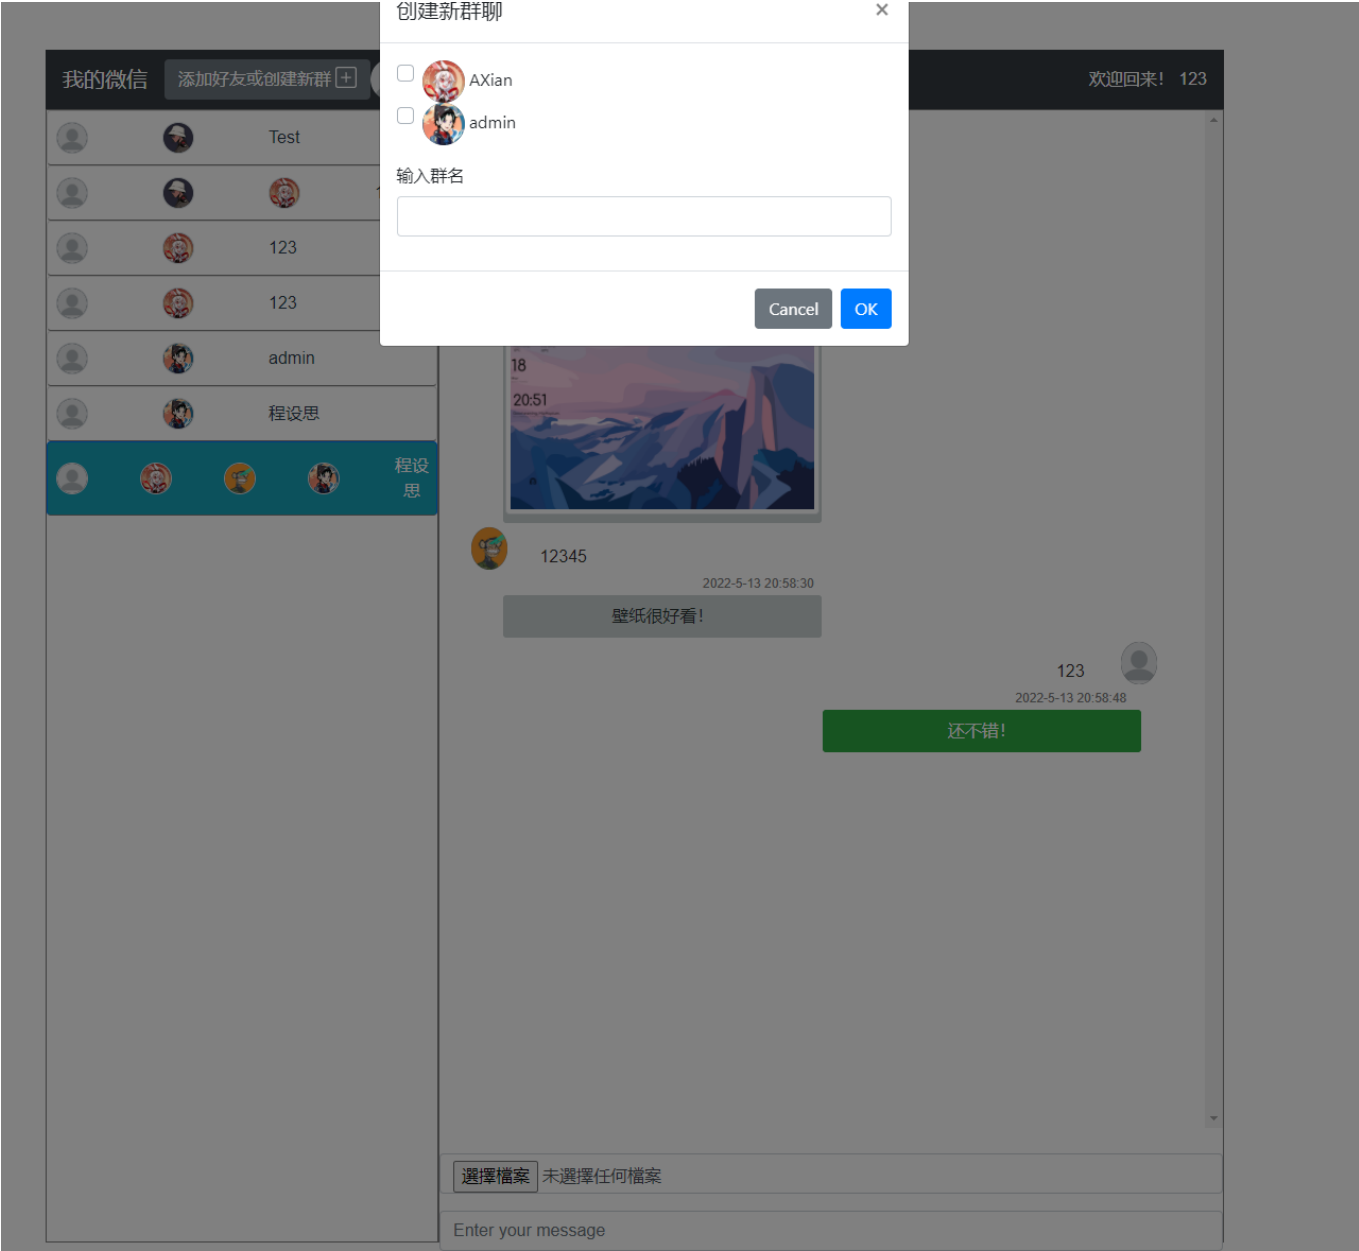 创建新群聊
×
AXian
admin
输入群名
Cancel
OK
我的微信
添加好友或创建新群
欢迎回来! 123
Test
123
123
admin
程设思
程设
思
18
20:51
12345
2022-5-13 20:58:30
壁纸很好看!
123
2022-5-13 20:58:48
还不错!
選擇檔案 未選擇任何檔案
Enter your message